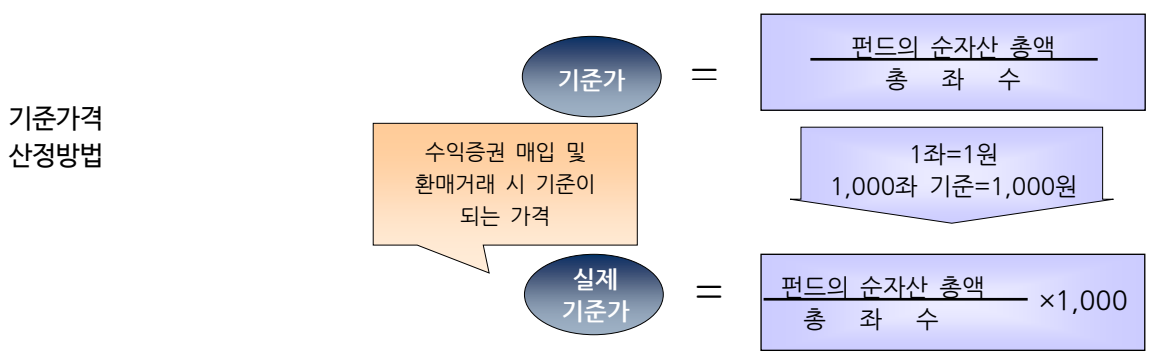 기준가격
산정방법
기준가
=
펀드의 순자산 총액
총 좌 수
수익증권 매입 및
환매거래 시 기준이
되는 가격
1좌=1원
1,000좌 기준=1,000원
실제
기준가
=
펀드의 순자산 총액
총 좌 수
×1,000